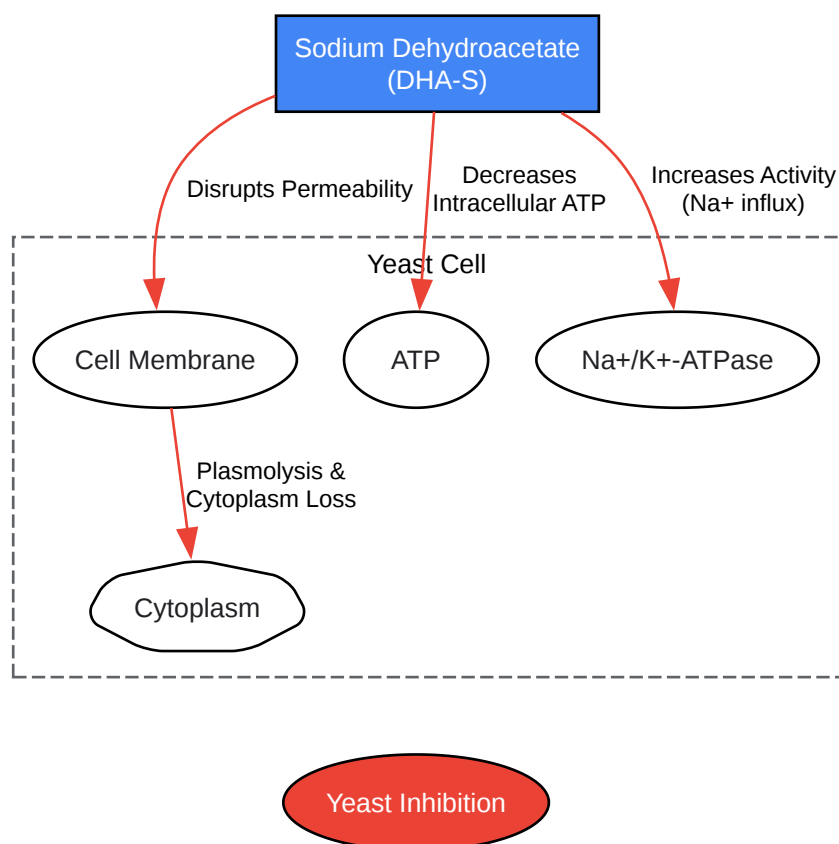 Sodium Dehydroacetate
(DHA-S)
Disrupts Permeability
Decreases
Intracellular ATP
Increases Activity
(Na+ influx)
Yeast Cell
Cell Membrane
ATP
Na+/K+-ATPase
Plasmolysis &
Cytoplasm Loss
Cytoplasm
Yeast Inhibition